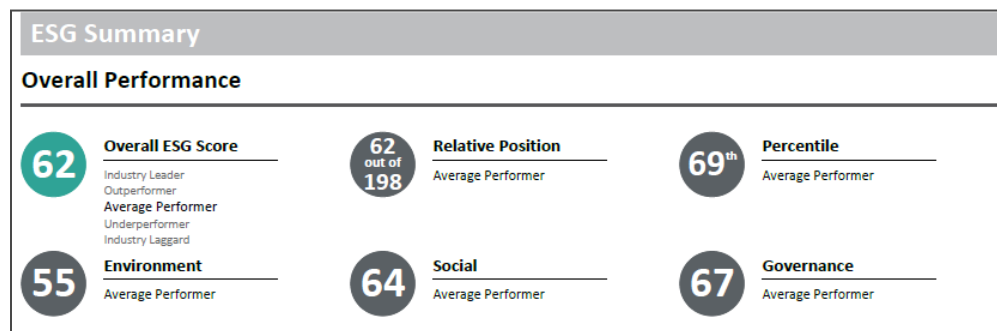 ESG Summary
Overall Performance
62
Overall ESG Score
Industry Leader
Outperformer
Average Performer
Underperformer
Industry Laggard
62
out of
198
Relative Position
Average Performer
69th
Percentile
Average Performer
55
Environment
Average Performer
64
Social
Average Performer
67
Governance
Average Performer